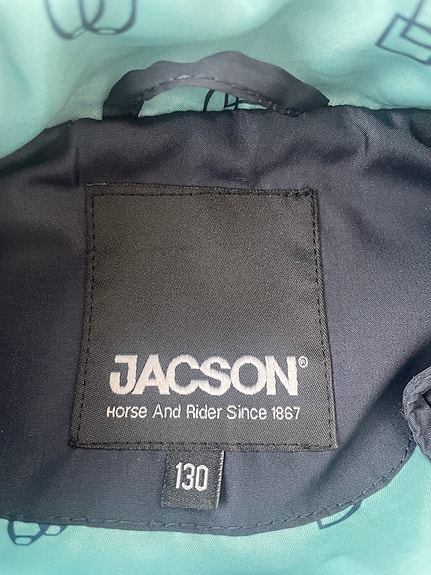 JACSON®
Horse And Rider Since 1867
130